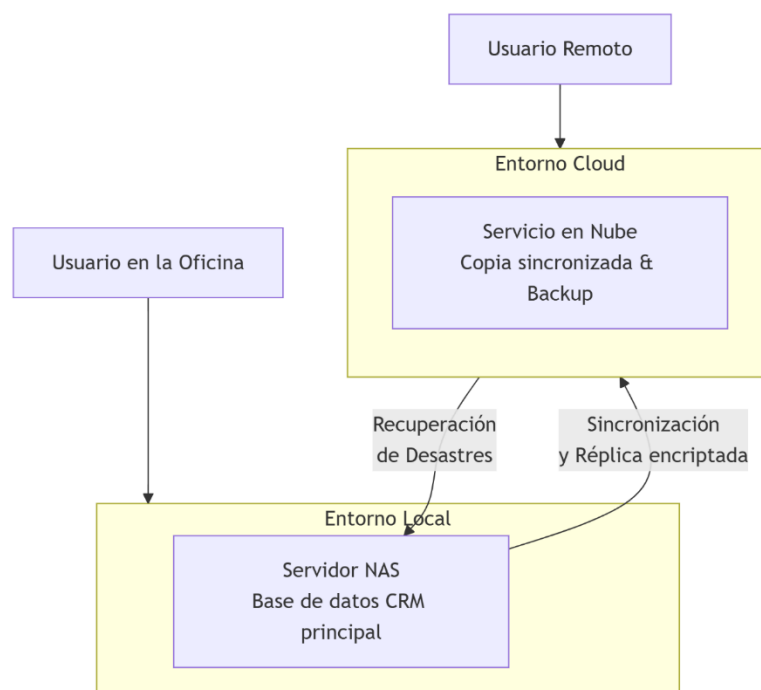 Usuario Remoto
Entorno Cloud
Servicio en Nube
Copia sincronizada &
Backup
Usuario en la Oficina
Recuperación
de Desastres
Sincronización
y Réplica encriptada
Entorno Local
Servidor NAS
Base de datos CRM
principal